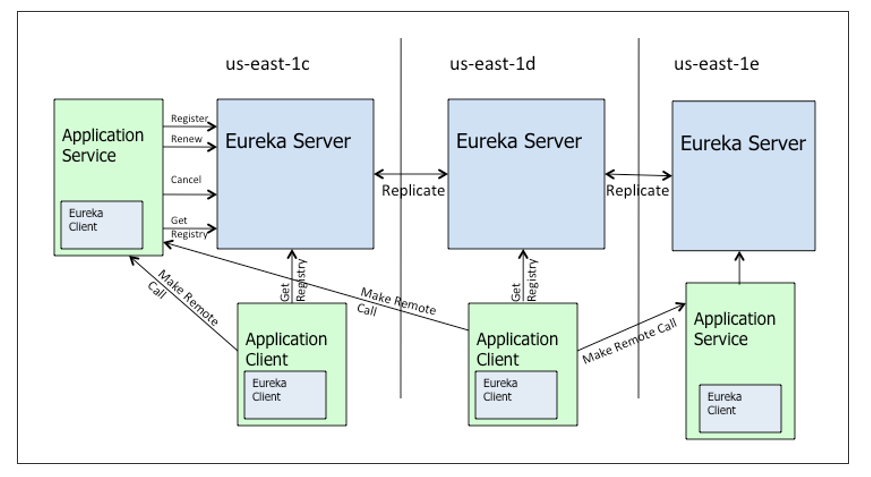 us-east-1c
us-east-1d
us-east-1e
Application
Service
Eureka
Client
Register
Renew
Cancel
Get
Registry
Eureka Server
Replicate
Eureka Server
Replicate
Eureka Server
Make Remote
Call
Get
Registry
Make Remote
Call
Get
Registry
Make Remote Call
Application
Client
Eureka
Client
Application
Client
Eureka
Client
Application
Service
Eureka
Client